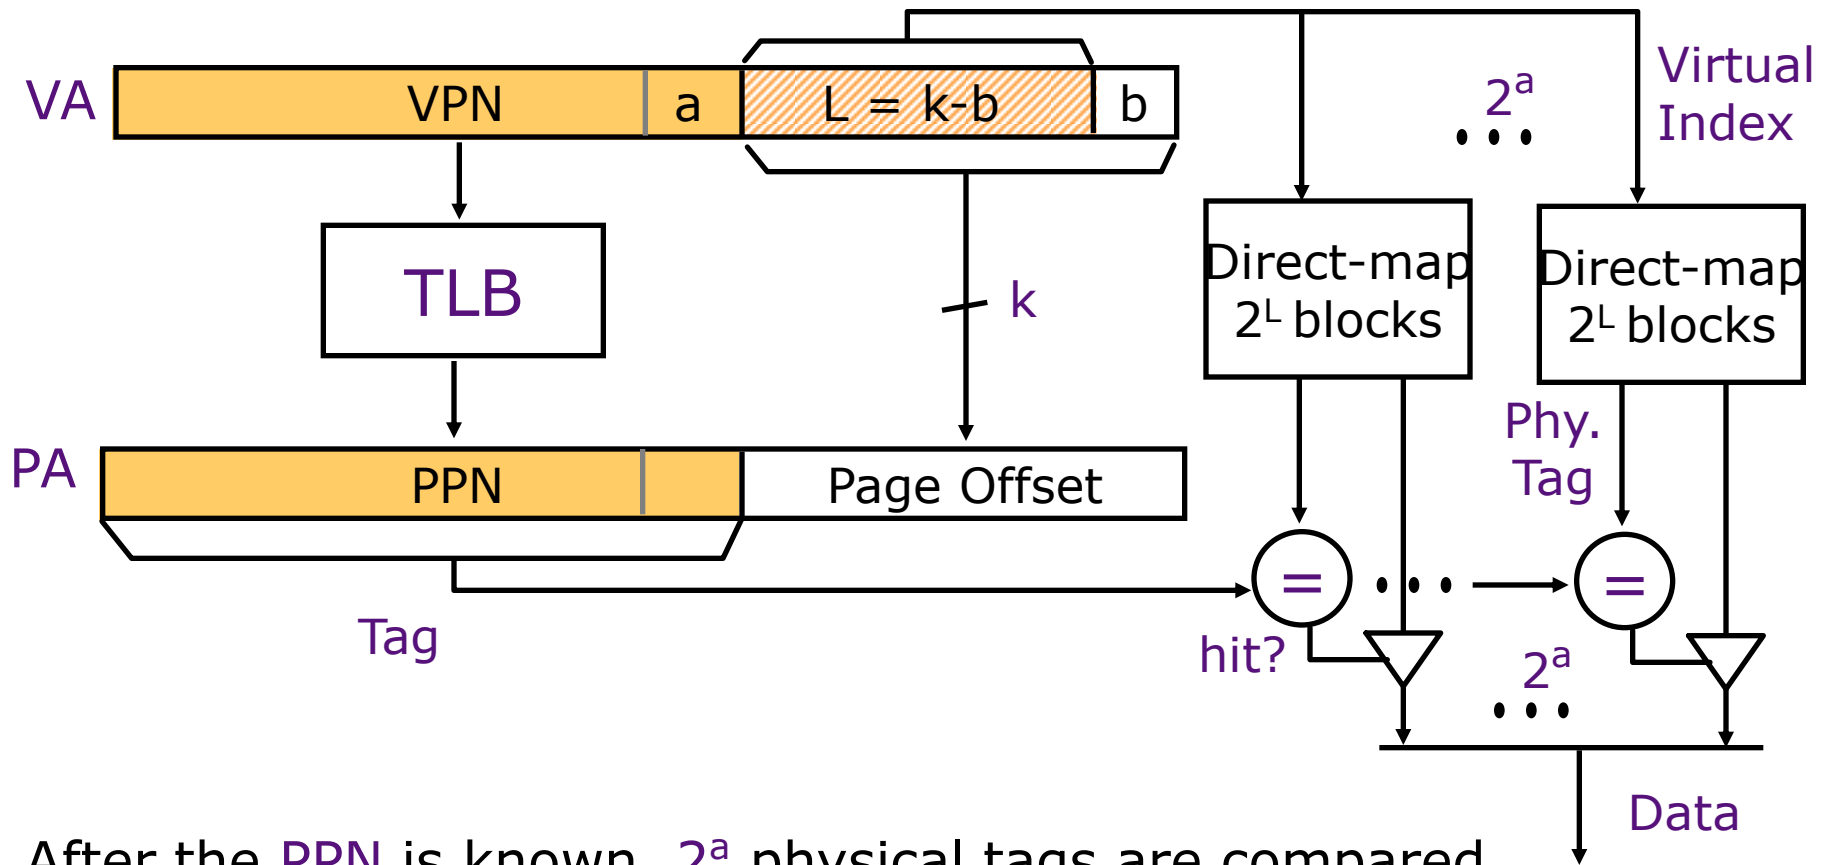 VA
VPN
a
L = k-b
b
2ᵃ
Virtual
Index
TLB
k
Direct-map
2ᴸ blocks
Direct-map
2ᴸ blocks
PA
PPN
Page Offset
Phy.
Tag
=
=
Tag
hit?
2ᵃ
Data
After the PPN is known, 2ᵃ physical tags are compared